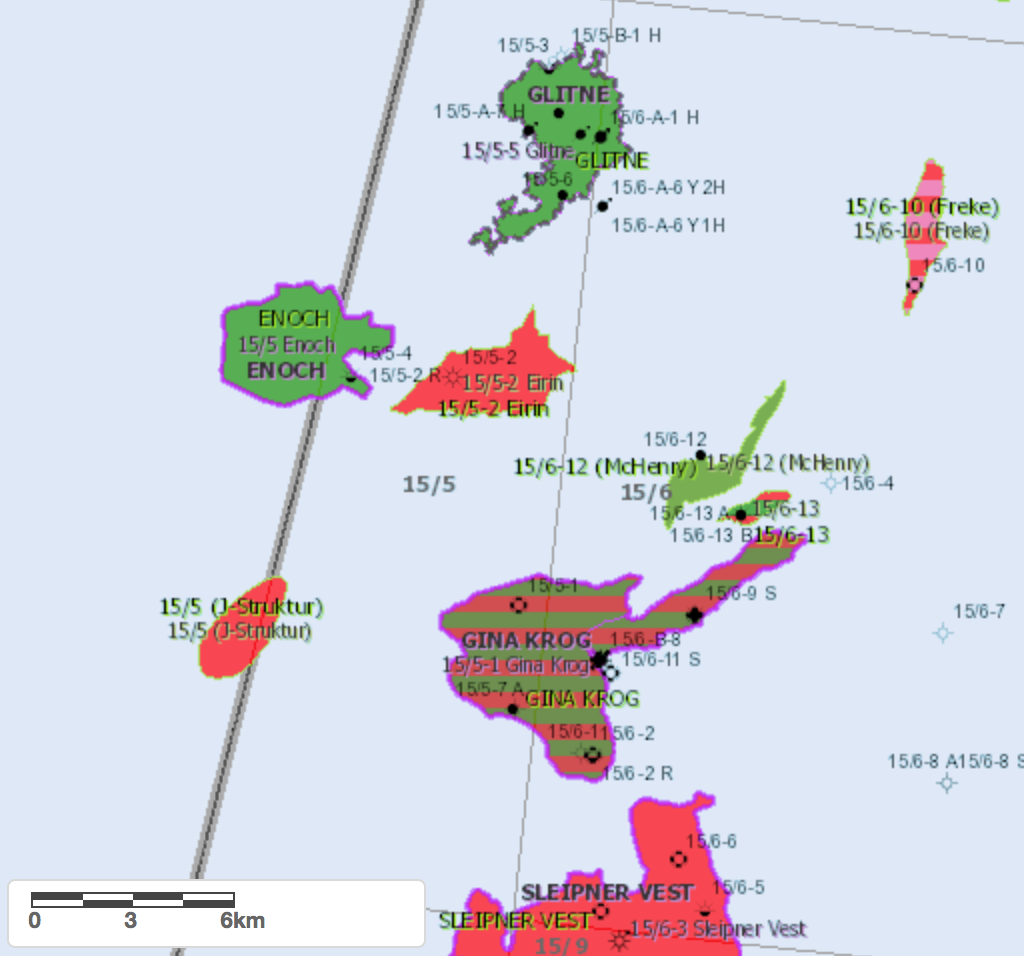 15/5-B-1 H
15/5-3
GLITNE
15/5-A-7 H
15/6-A-1 H
15/5-5 Glitne
GLITNE
15/5-6
15/6-A-6 Y2H
15/6-A-6 Y1H
15/6-10 (Freke)
15/6-10 (Freke)
15/6-10
ENOCH
15/5 Enoch
ENOCH
15/5-4
15/5-2 R
15/5-2
15/5-2 Eirin
15/5-2 Eirin
15/6-12
15/6-12 (McHenry)
15/6-12 (McHenry)
15/5
15/6
15/6-4
15/6-13 A
15/6-13
15/6-13 B
15/6-13
15/5-1
15/6-9 S
15/5 (J-Struktur)
15/5 (J-Struktur)
15/6-7
GINA KROG
15/6-B-8
15/5-1 Gina Krog
15/6-11 S
15/5-7 A
GINA KROG
15/6-11
15/6-2
15/6-2 R
15/6-8 A
15/6-8 S
15/6-6
SLEIPNER VEST
15/6-5
SLEIPNER VEST
15/6-3 Sleipner Vest
15/9
0 3 6km